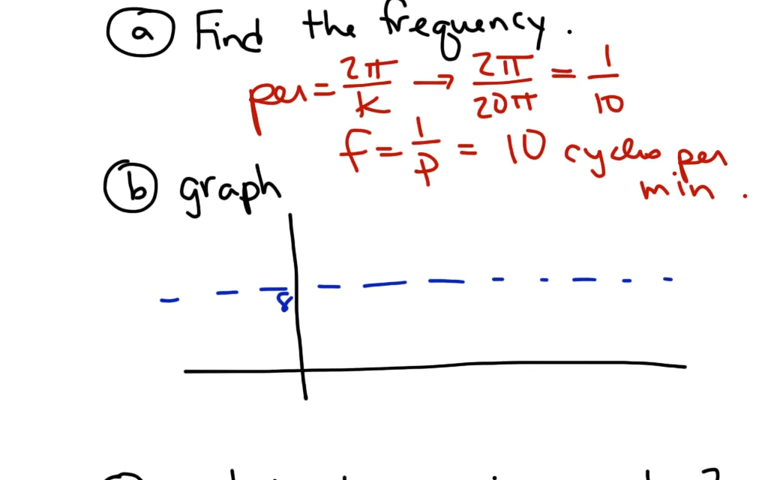 ⓐ Find the frequency.
per = 2π/k → 2π/20π = 1/10
f = 1/p = 10 cycles per
min.
ⓑ graph
8